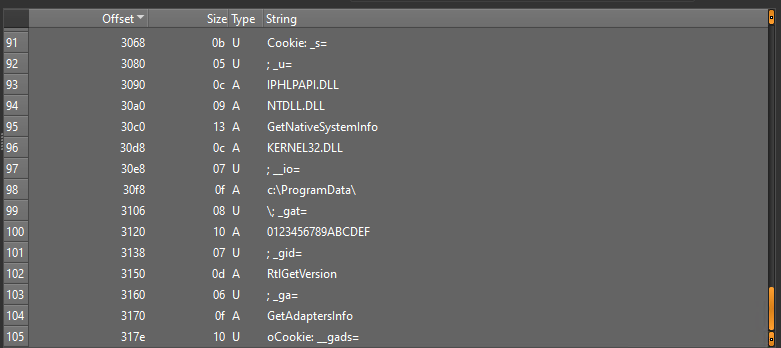 Offset Size Type String
91 3068 0b U Cookie: _s=
92 3080 05 U ; _u=
93 3090 0c A IPHLPAPI.DLL
94 30a0 09 A NTDLL.DLL
95 30c0 13 A GetNativeSystemInfo
96 30d8 0c A KERNEL32.DLL
97 30e8 07 U ; __io=
98 30f8 0f A c:\ProgramData\
99 3106 08 U \; _gat=
100 3120 10 A 0123456789ABCDEF
101 3138 07 U ; _gid=
102 3150 0d A RtlGetVersion
103 3160 06 U ; _ga=
104 3170 0f A GetAdaptersInfo
105 317e 10 U oCookie: __gads=